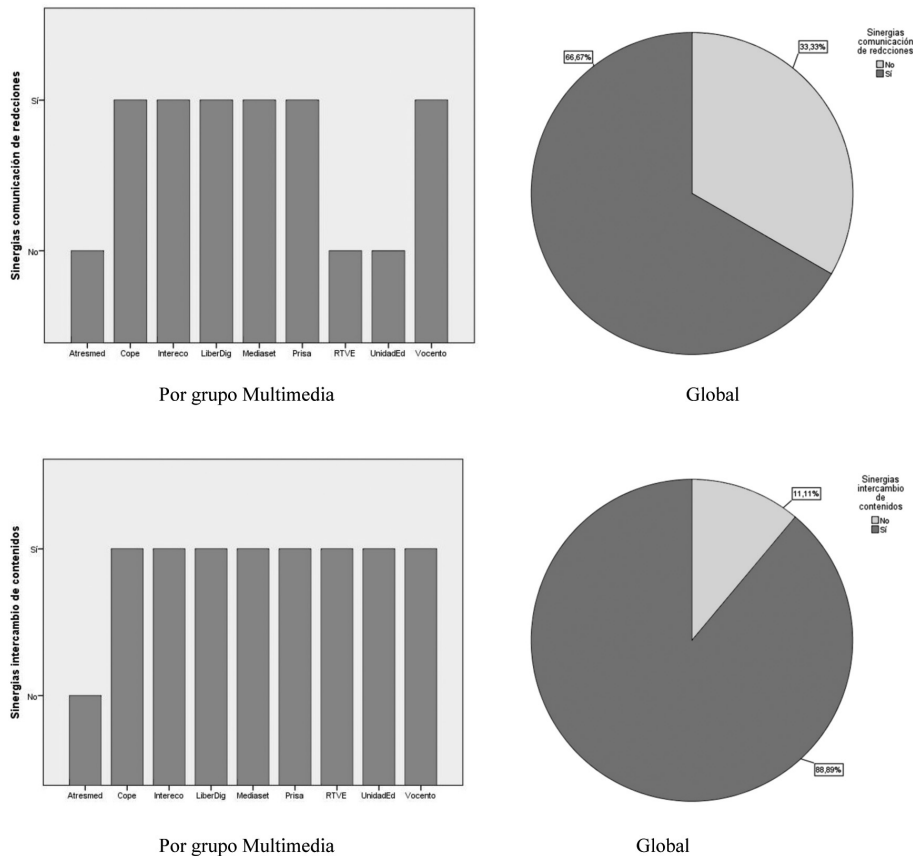 Sinergias comunicación de redcciones
Sí
No
Atresmed Cope Intereco LiberDig Mediaset Prisa RTVE UnidadEd Vocento
Por grupo Multimedia
66,67%
33,33%
Sinergias
comunicación
de redcciones
No
Sí
Global
Sinergias intercambio de contenidos
Sí
No
Atresmed Cope Intereco LiberDig Mediaset Prisa RTVE UnidadEd Vocento
Por grupo Multimedia
11,11%
88,89%
Sinergias
intercambio
de
contenidos
No
Sí
Global